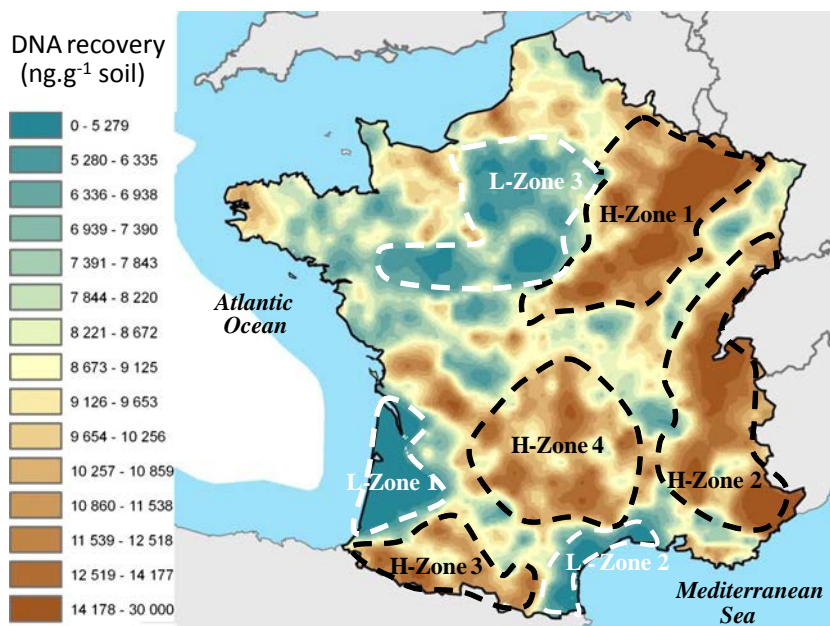 DNA recovery
(ng.g-1 soil)
0 - 5 279
5 280 - 6 335
6 336 - 6 938
6 939 - 7 390
7 391 - 7 843
7 844 - 8 220
8 221 - 8 672
8 673 - 9 125
9 126 - 9 653
9 654 - 10 256
10 257 - 10 859
10 860 - 11 538
11 539 - 12 518
12 519 - 14 177
14 178 - 30 000
L-Zone 3
H-Zone 1
Atlantic
Ocean
H-Zone 4
L-Zone 1
H-Zone 2
L-Zone 2
H-Zone 3
Mediterranean
Sea